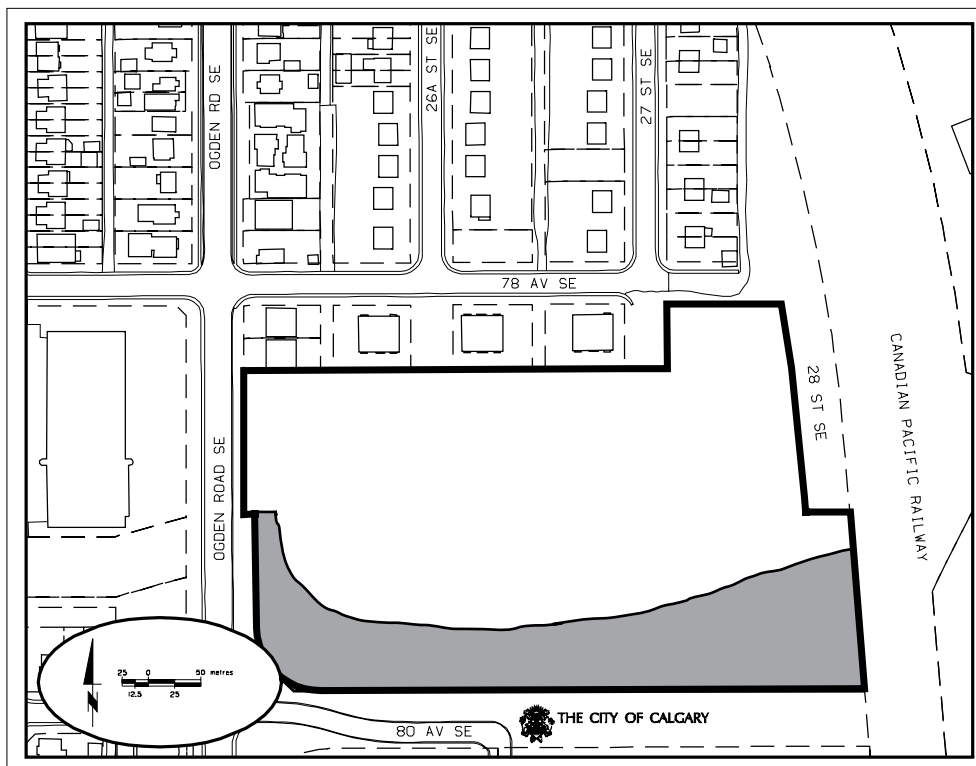 OGDEN RD SE
26A ST SE
27 ST SE
78 AV SE
28 ST SE
CANADIAN PACIFIC RAILWAY
OGDEN ROAD SE
25 0 50 metres
12.5 25
N
80 AV SE
THE CITY OF CALGARY